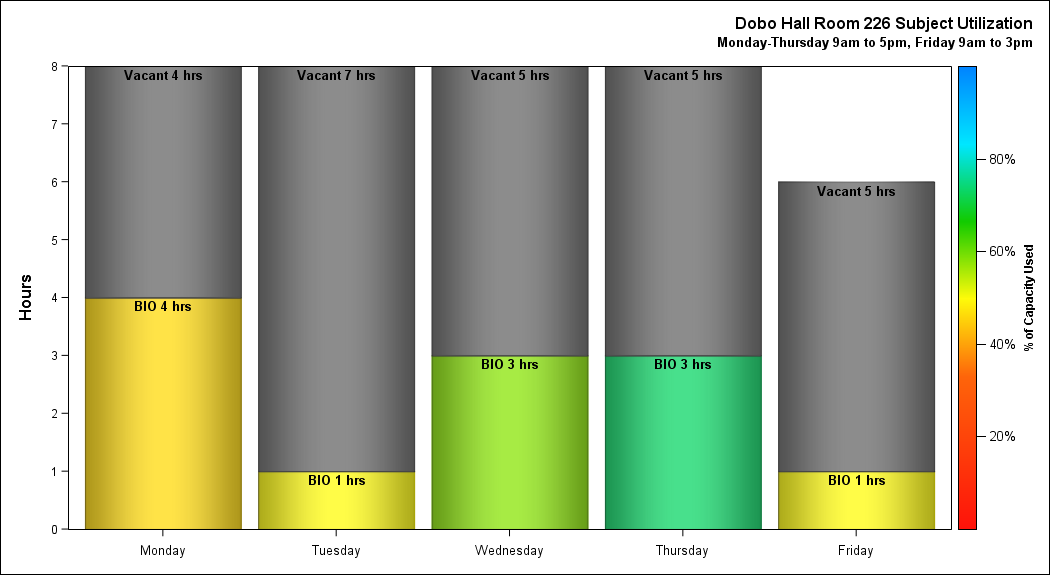 Dobo Hall Room 226 Subject Utilization
Monday-Thursday 9am to 5pm, Friday 9am to 3pm
Hours
8
7
6
5
4
3
2
1
0
Vacant 4 hrs
BIO 4 hrs
Vacant 7 hrs
BIO 1 hrs
Vacant 5 hrs
BIO 3 hrs
Vacant 5 hrs
BIO 3 hrs
Vacant 5 hrs
BIO 1 hrs
Monday
Tuesday
Wednesday
Thursday
Friday
80%
60%
40%
20%
% of Capacity Used